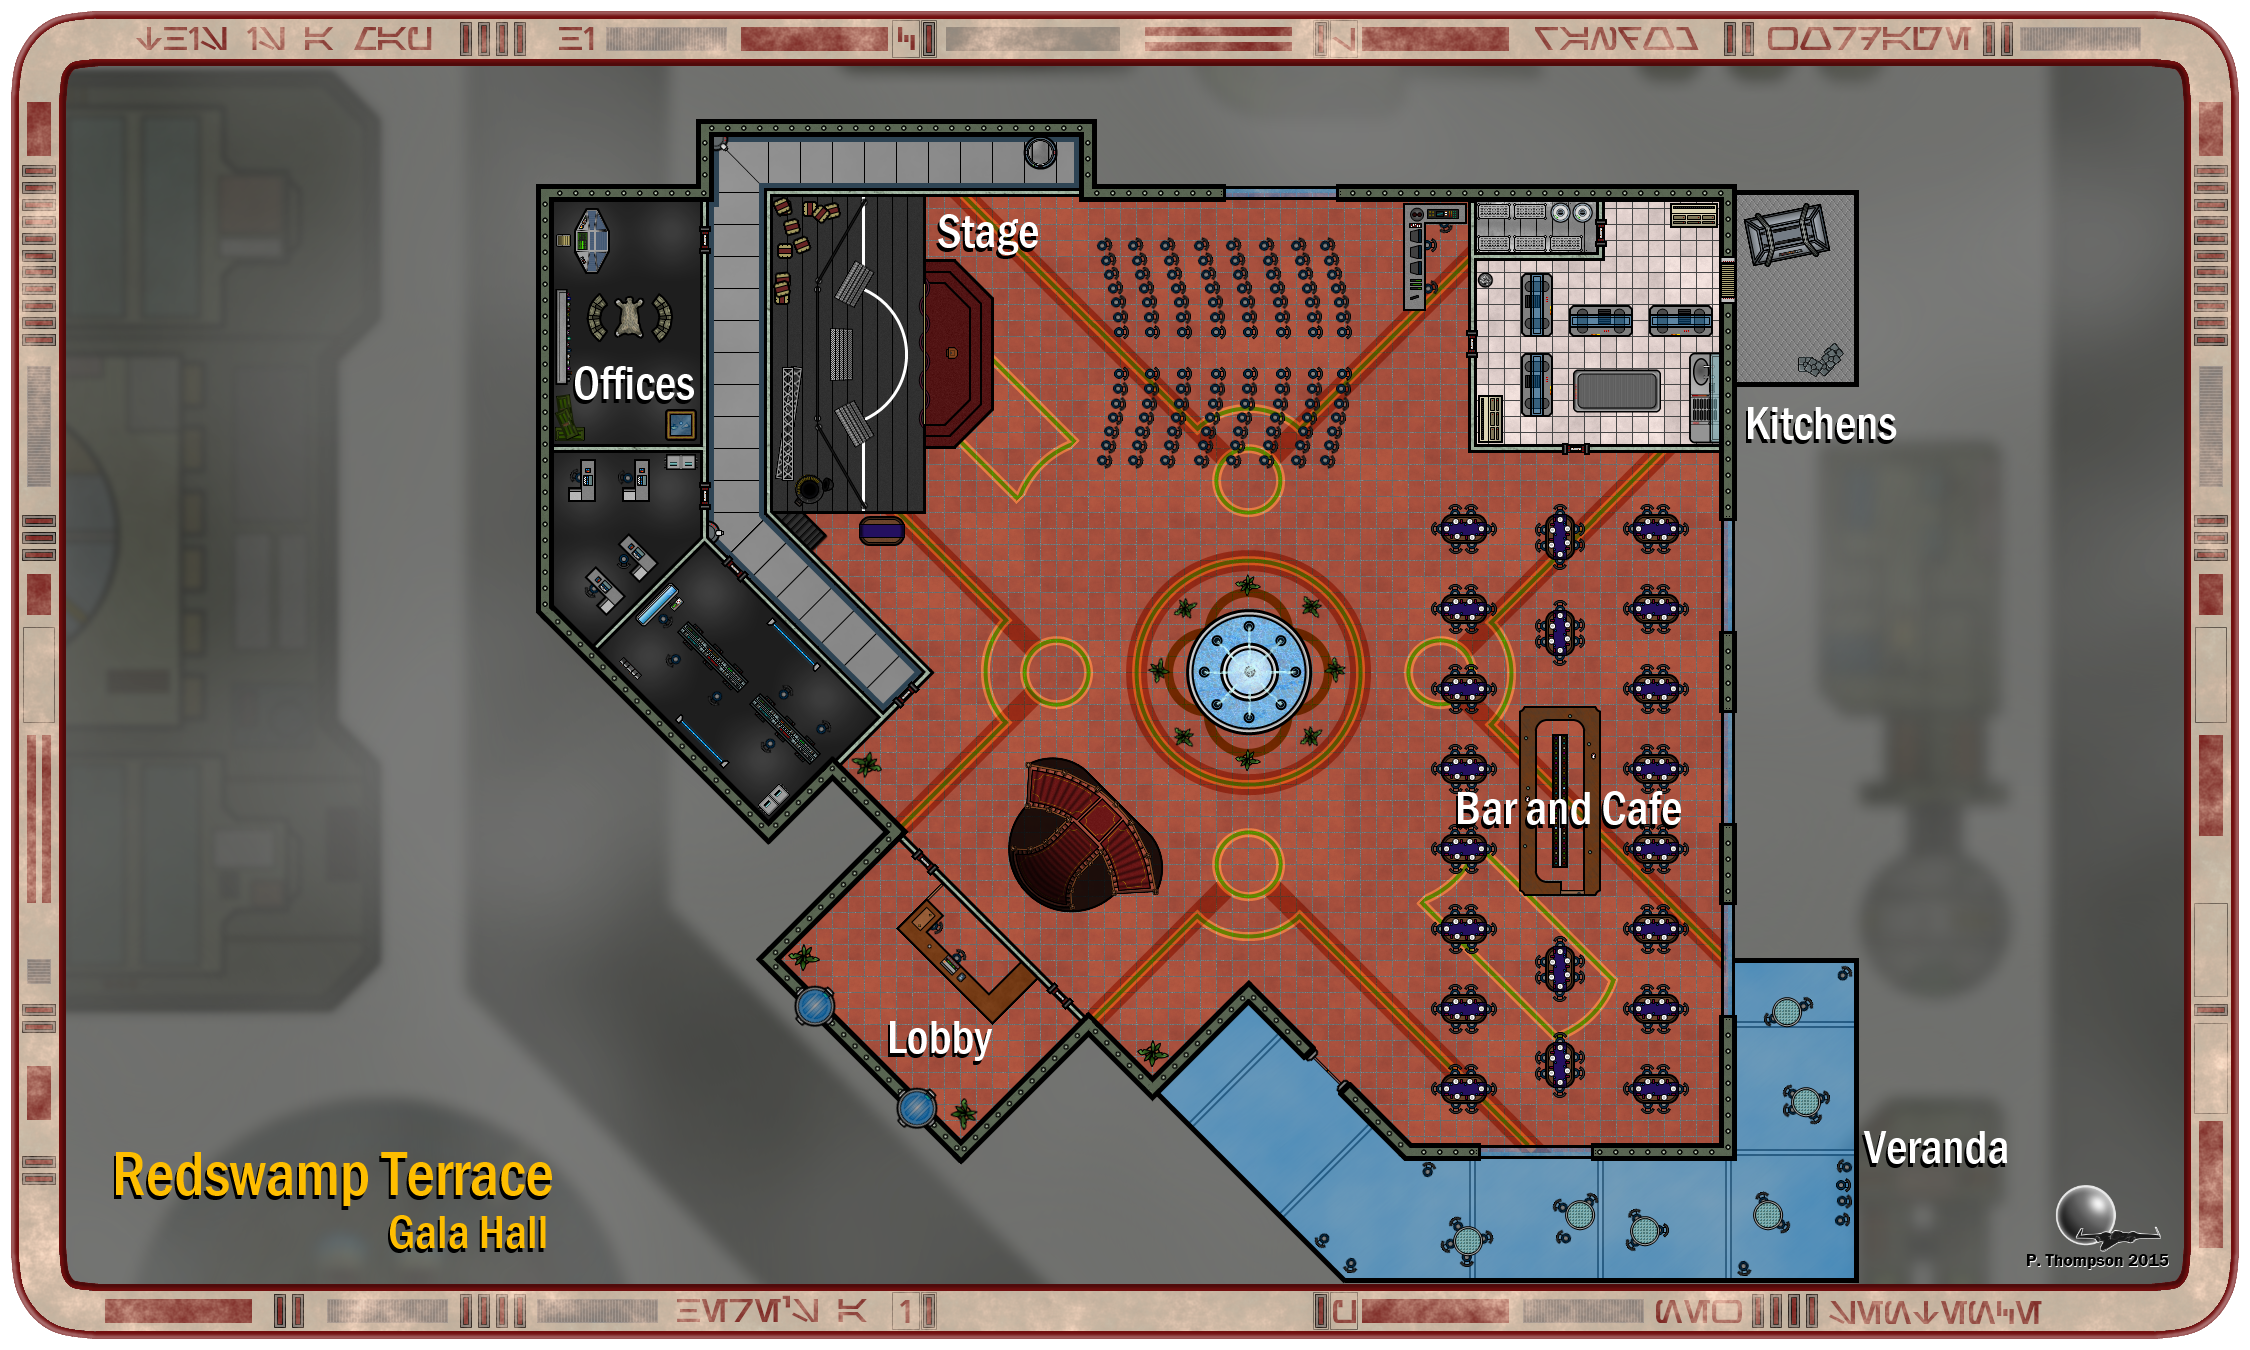 Stage
Offices
Kitchens
Bar and Cafe
Lobby
Veranda
Redswamp Terrace
Gala Hall
P. Thompson 2015